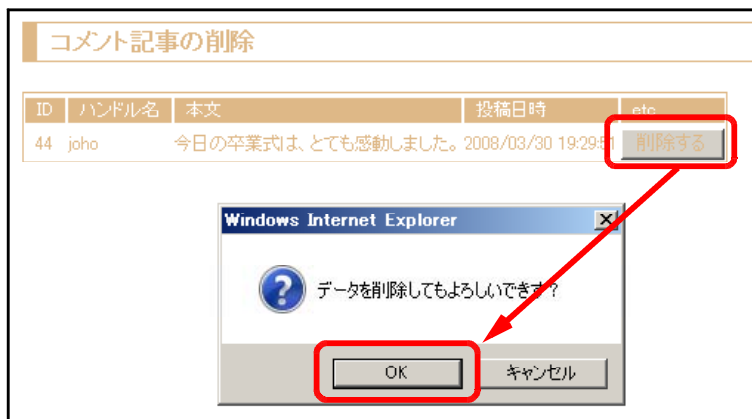 コメント記事の削除
ID ハンドル名 本文 投稿日時 etc
44 joho 今日の卒業式は、とても感動しました。 2008/03/30 19:29:51 削除する
Windows Internet Explorer
データを削除してもよろしいできす?
OK キャンセル